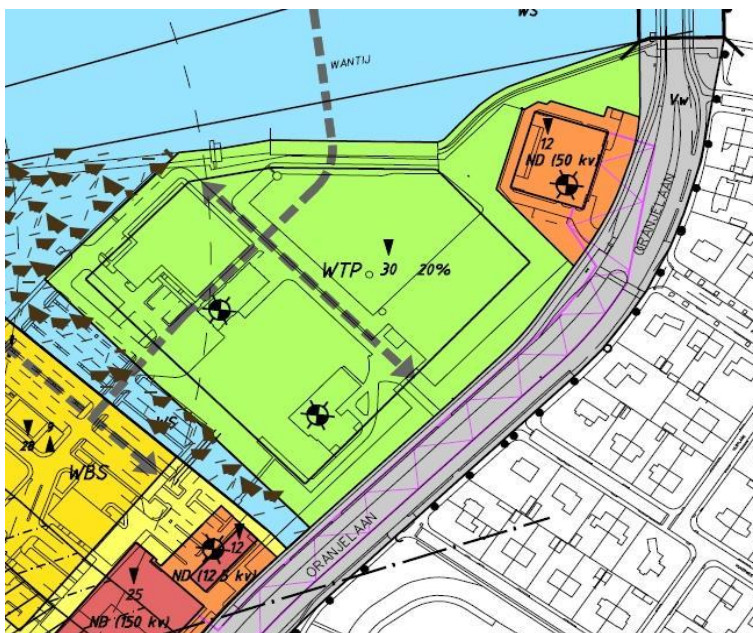 WS
WANTIJ
Vw
12
ND (50 kv)
ORANJELAAN
WTP 30 20%
9
28
WS
WBS
12
ND (12.5 kv)
ORANJELAAN
25
NB (150 kv)